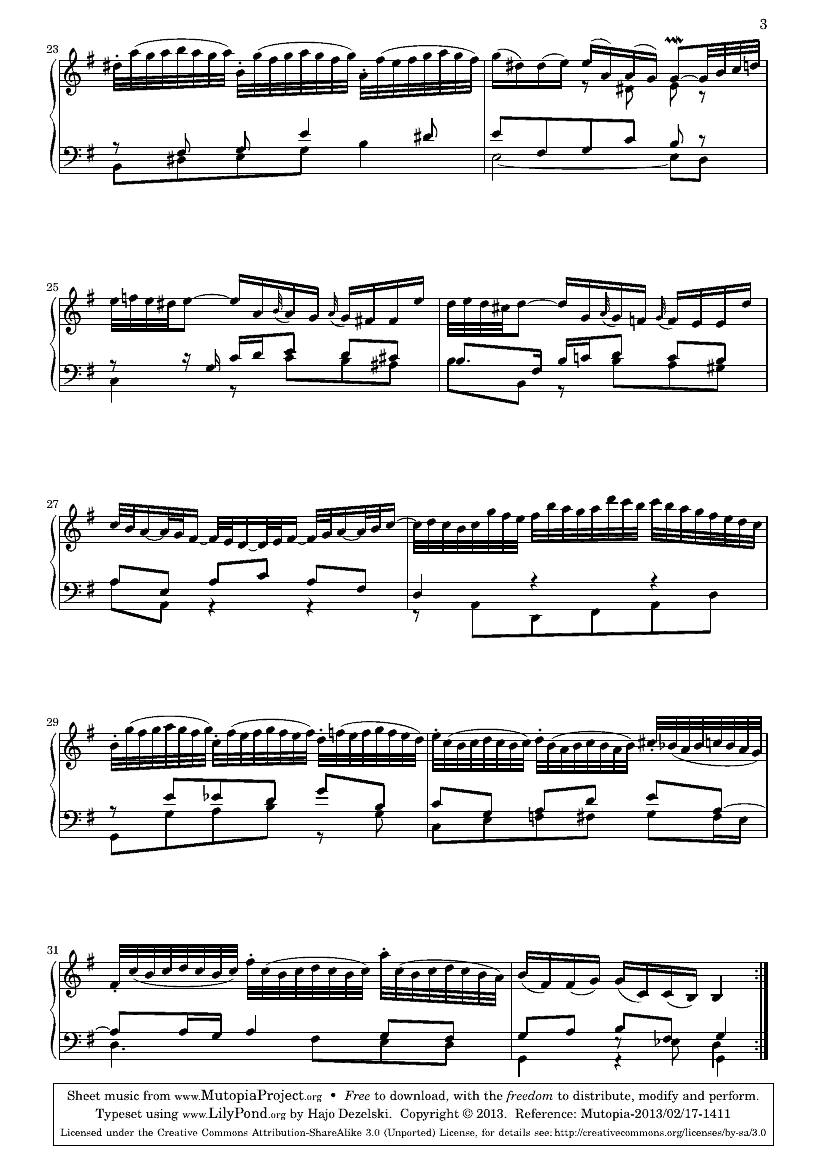 3
23
25
27
29
31
Sheet music from www.MutopiaProject.org • Free to download, with the freedom to distribute, modify and perform.
Typeset using www.LilyPond.org by Hajo Dezelski. Copyright © 2013. Reference: Mutopia-2013/02/17-1411
Licensed under the Creative Commons Attribution-ShareAlike 3.0 (Unported) License, for details see: http://creativecommons.org/licenses/by-sa/3.0